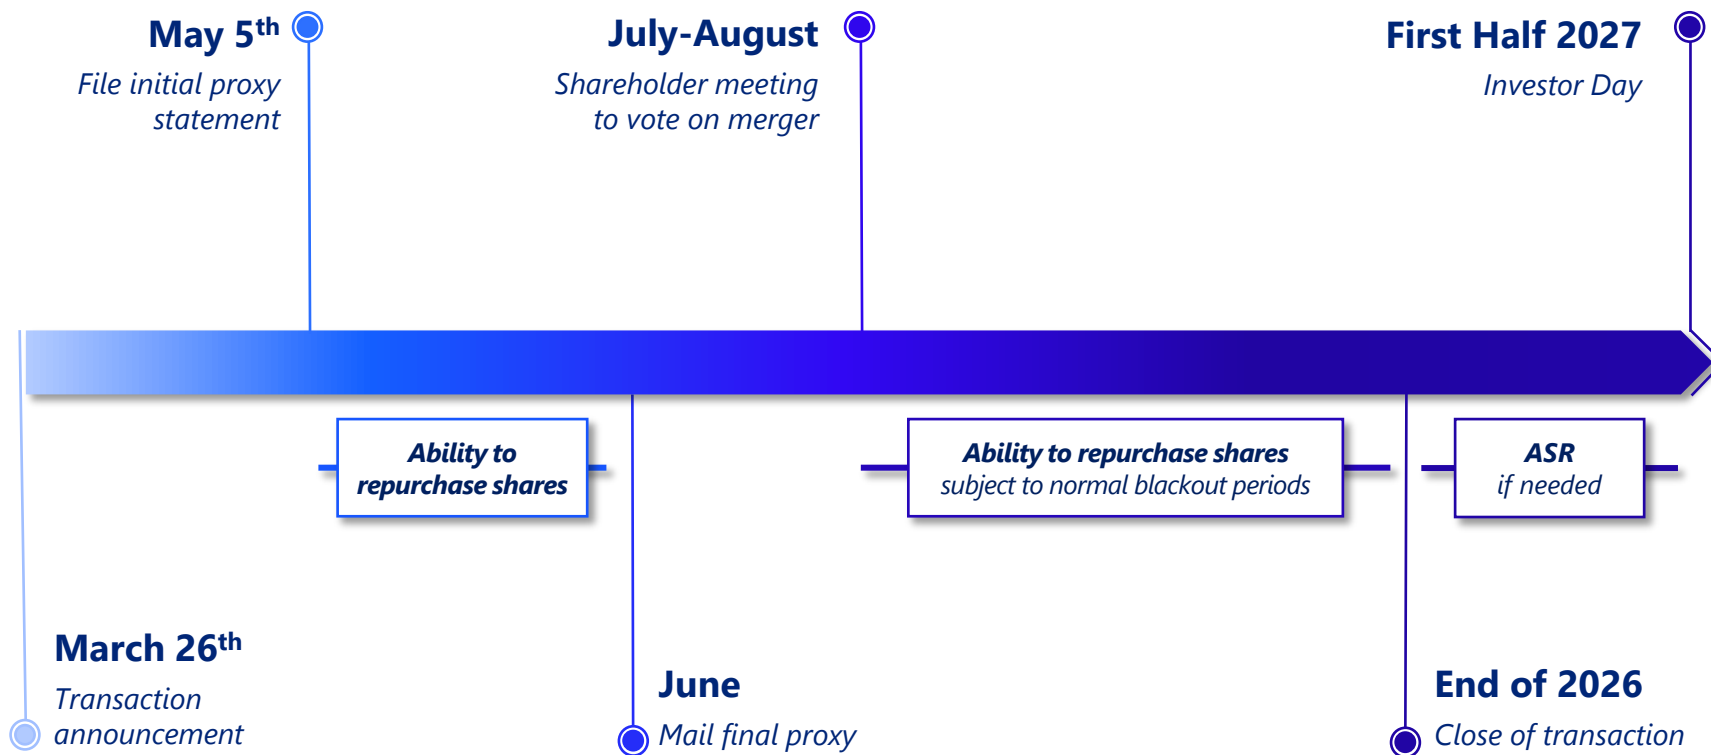 May 5th
File initial proxy
statement
July-August
Shareholder meeting
to vote on merger
First Half 2027
Investor Day
Ability to
repurchase shares
Ability to repurchase shares
subject to normal blackout periods
ASR
if needed
March 26th
Transaction
announcement
June
Mail final proxy
End of 2026
Close of transaction